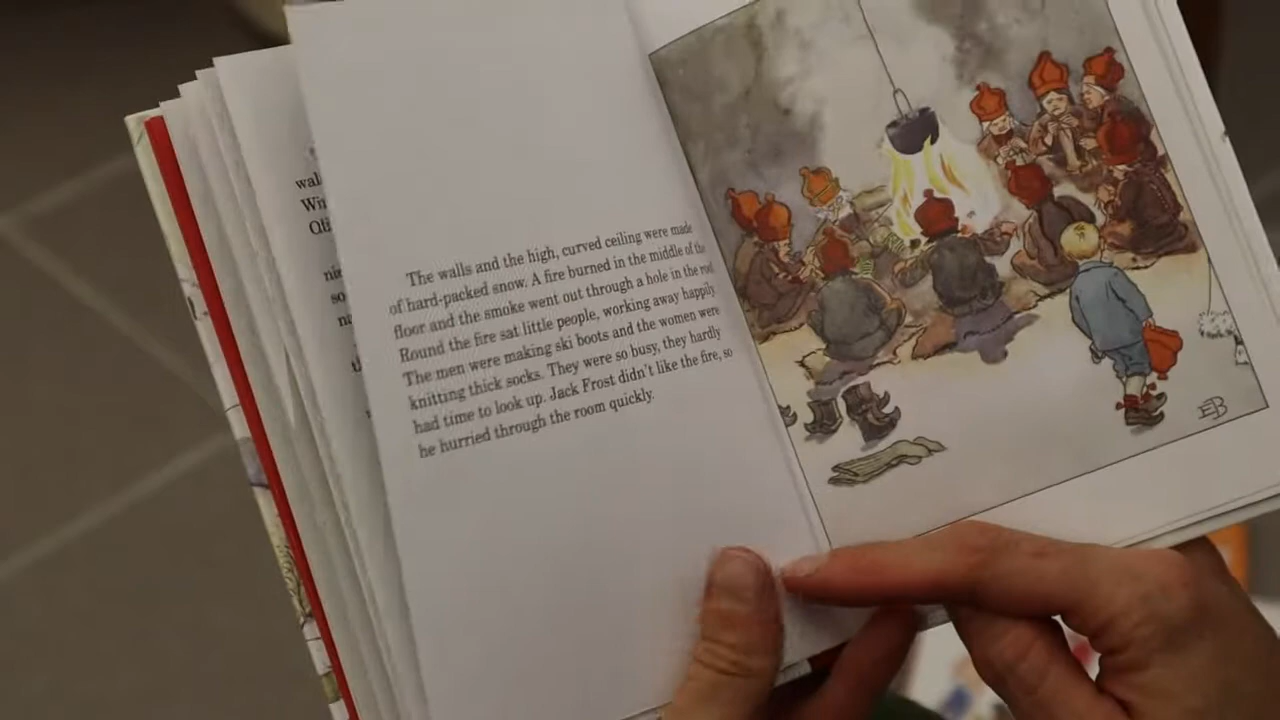 The walls and the high, curved ceiling were made
of hard-packed snow. A fire burned in the middle of the
floor and the smoke went out through a hole in the roof.
Round the fire sat little people, working away happily.
The men were making ski boots and the women were
knitting thick socks. They were so busy, they hardly
had time to look up. Jack Frost didn't like the fire, so
he hurried through the room quickly.
EB